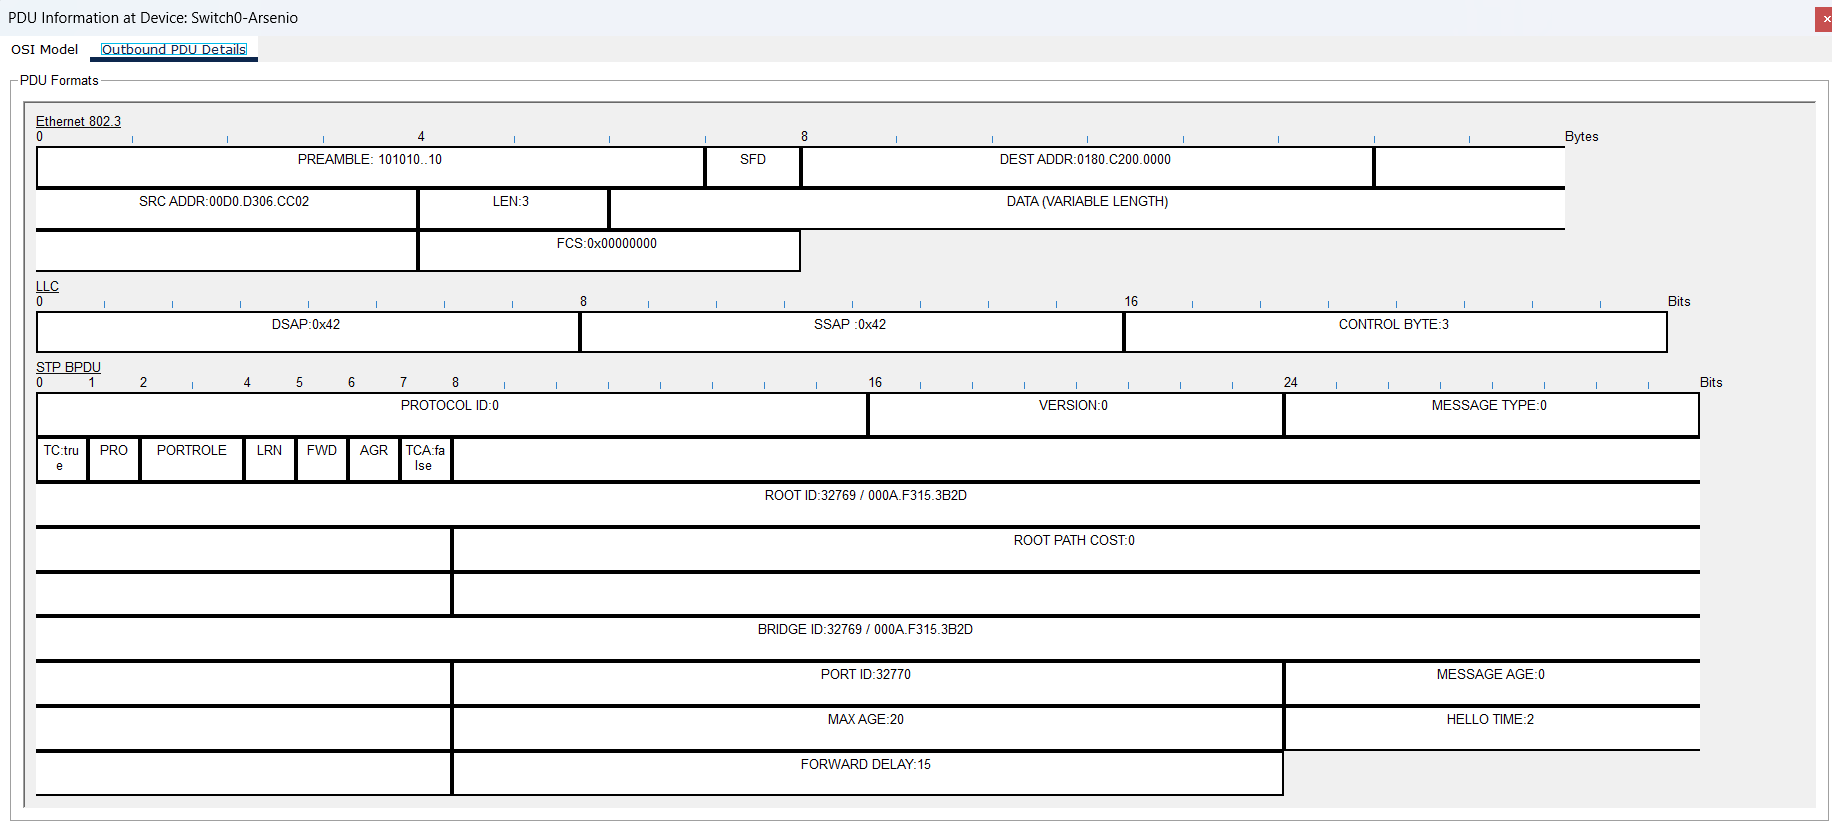 PDU Information at Device: Switch0-Arsenio
×
OSI Model Outbound PDU Details
PDU Formats
Ethernet 802.3
0 4 8 Bytes
PREAMBLE: 101010..10 SFD DEST ADDR:0180.C200.0000
SRC ADDR:00D0.D306.CC02 LEN:3 DATA (VARIABLE LENGTH)
FCS:0x00000000
LLC
0 8 16 Bits
DSAP:0x42 SSAP :0x42 CONTROL BYTE:3
STP BPDU
0 1 2 4 5 6 7 8 16 24 Bits
PROTOCOL ID:0 VERSION:0 MESSAGE TYPE:0
TC:tru PRO PORTROLE LRN FWD AGR TCA:fa
e lse
ROOT ID:32769 / 000A.F315.3B2D
ROOT PATH COST:0
BRIDGE ID:32769 / 000A.F315.3B2D
PORT ID:32770 MESSAGE AGE:0
MAX AGE:20 HELLO TIME:2
FORWARD DELAY:15